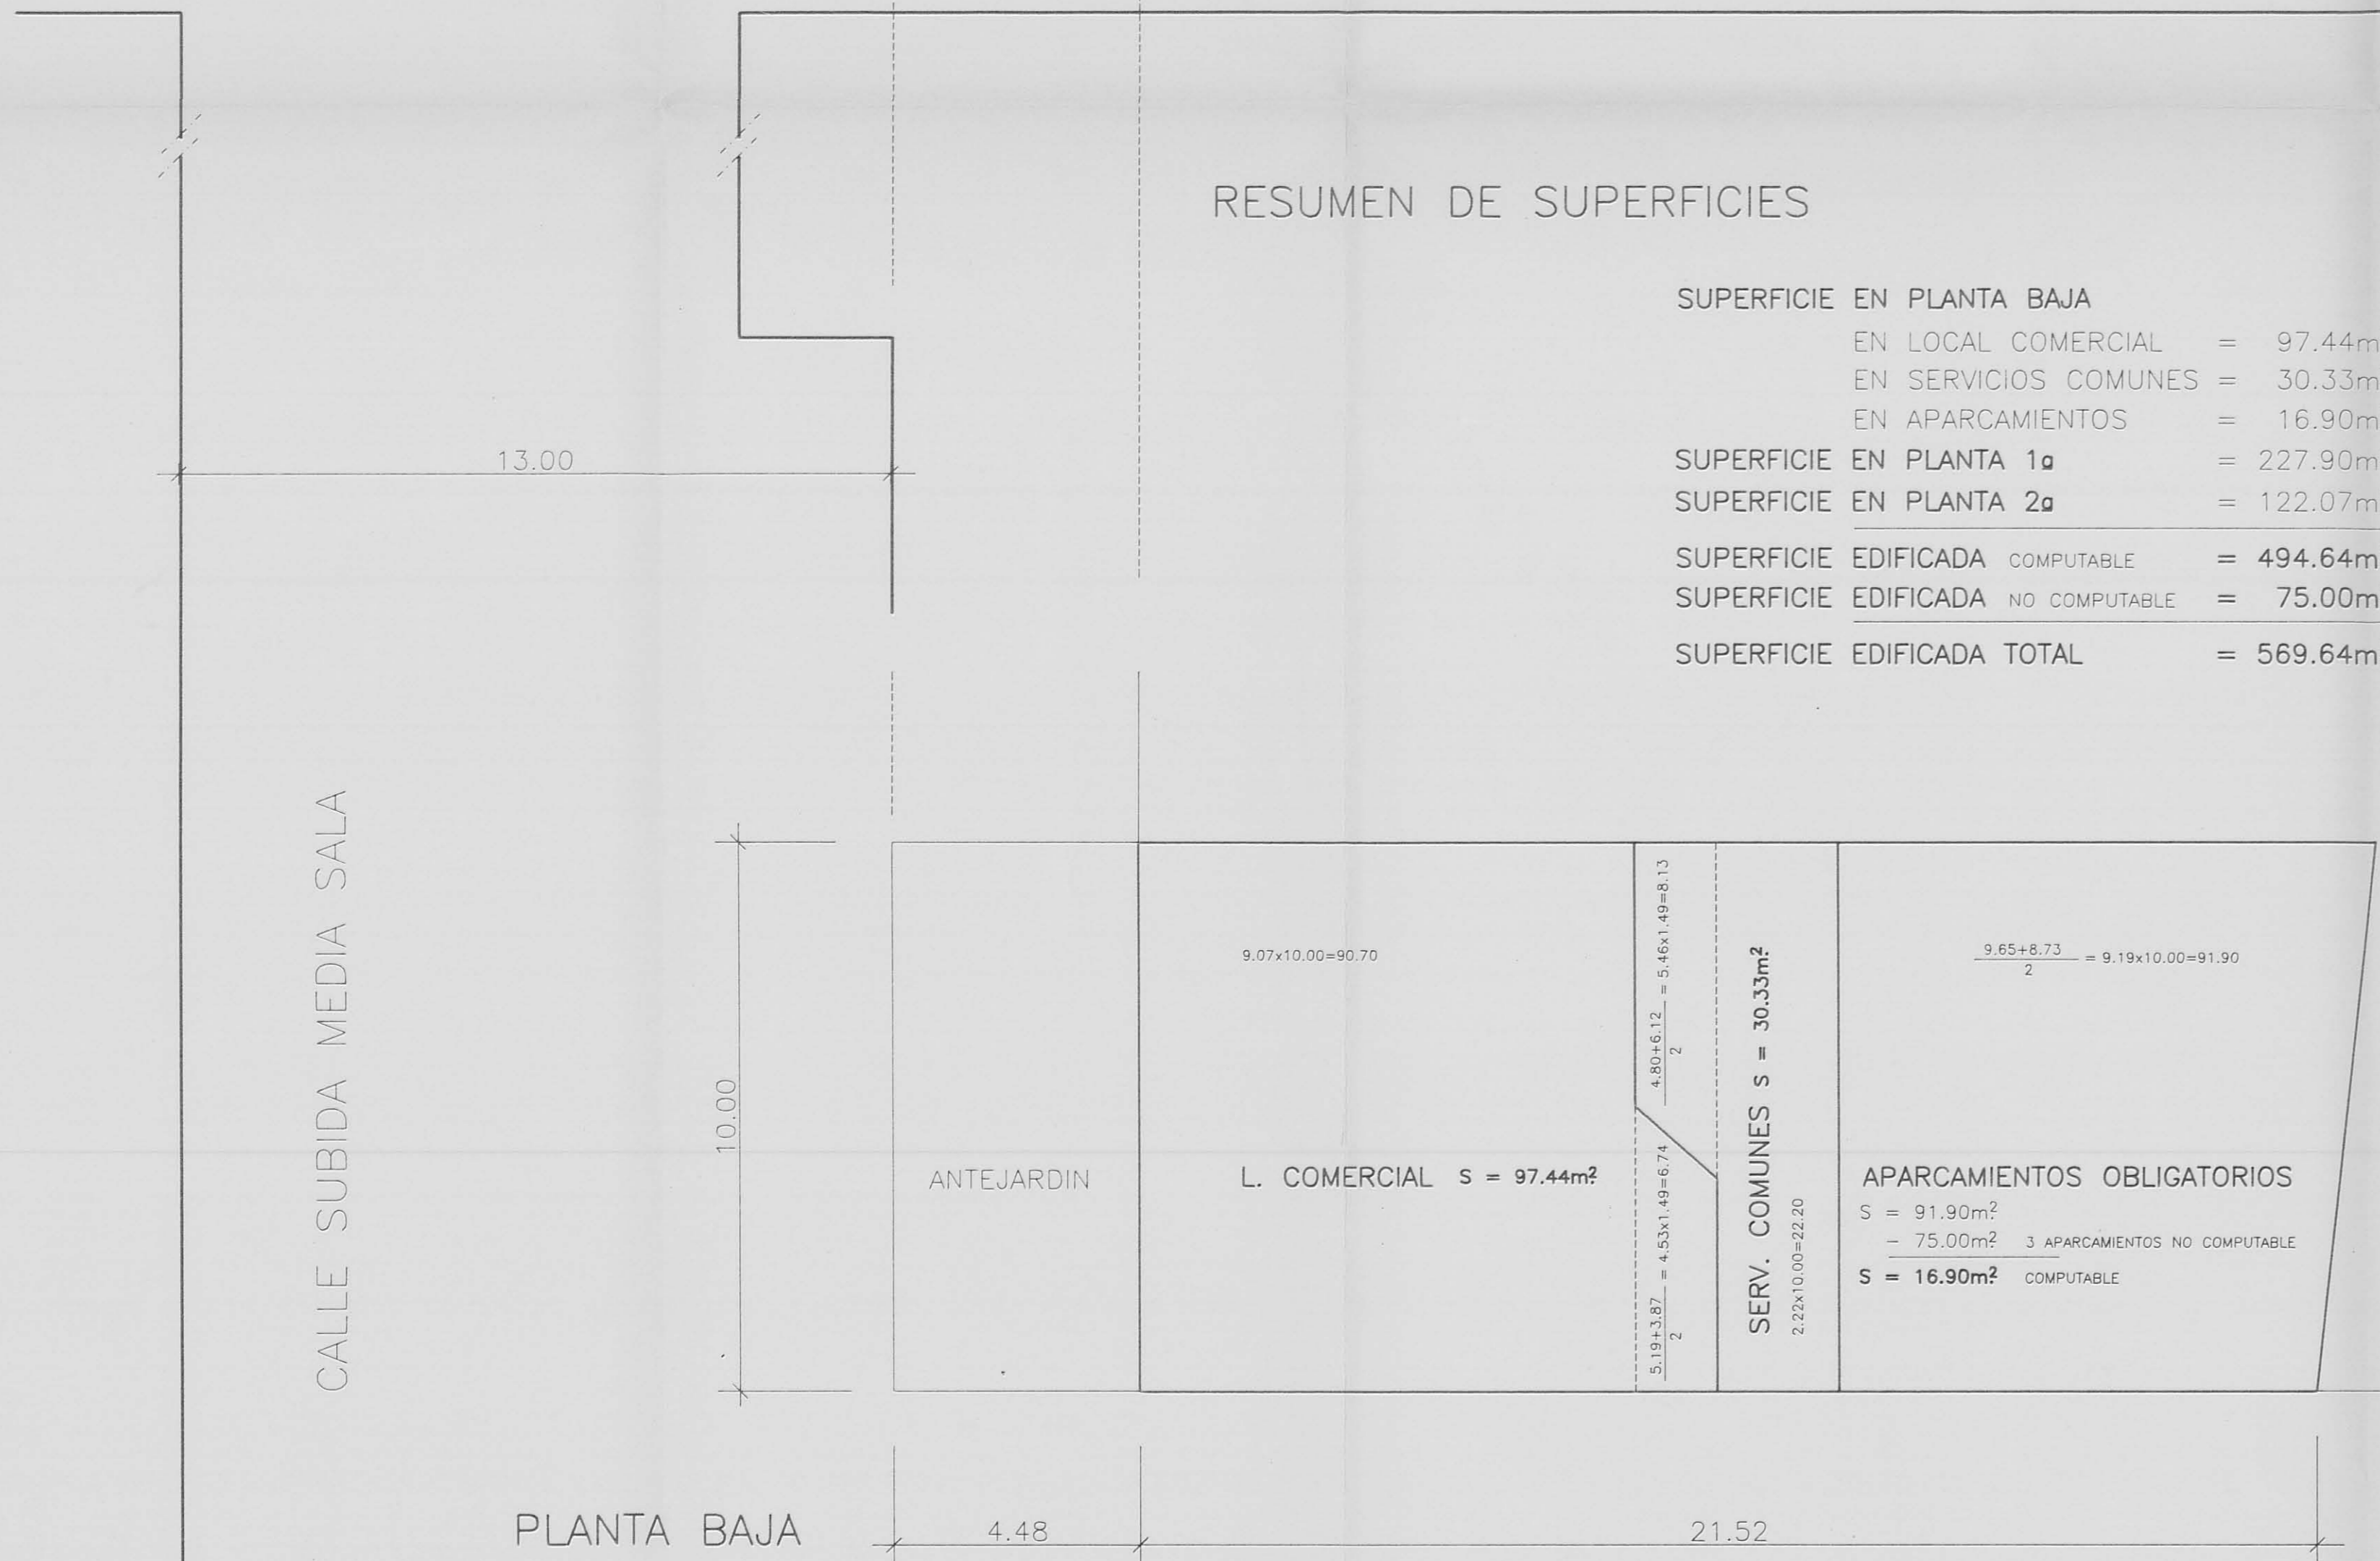 RESUMEN DE SUPERFICIES
SUPERFICIE EN PLANTA BAJA
EN LOCAL COMERCIAL = 97.44m
EN SERVICIOS COMUNES = 30.33m
EN APARCAMIENTOS = 16.90m
SUPERFICIE EN PLANTA 1a = 227.90m
SUPERFICIE EN PLANTA 2a = 122.07m
SUPERFICIE EDIFICADA COMPUTABLE = 494.64m
SUPERFICIE EDIFICADA NO COMPUTABLE = 75.00m
SUPERFICIE EDIFICADA TOTAL = 569.64m
13.00
CALLE SUBIDA MEDIA SALA
10.00
ANTEJARDIN
9.07x10.00=90.70
L. COMERCIAL S = 97.44m²
4.80+6.12
2
= 5.46x1.49=8.13
5.19+3.87
2
= 4.53x1.49=6.74
SERV. COMUNES S = 30.33m²
2.22x10.00=22.20
9.65+8.73
2
= 9.19x10.00=91.90
APARCAMIENTOS OBLIGATORIOS
S = 91.90m²
- 75.00m² 3 APARCAMIENTOS NO COMPUTABLE
S = 16.90m² COMPUTABLE
PLANTA BAJA
4.48
21.52